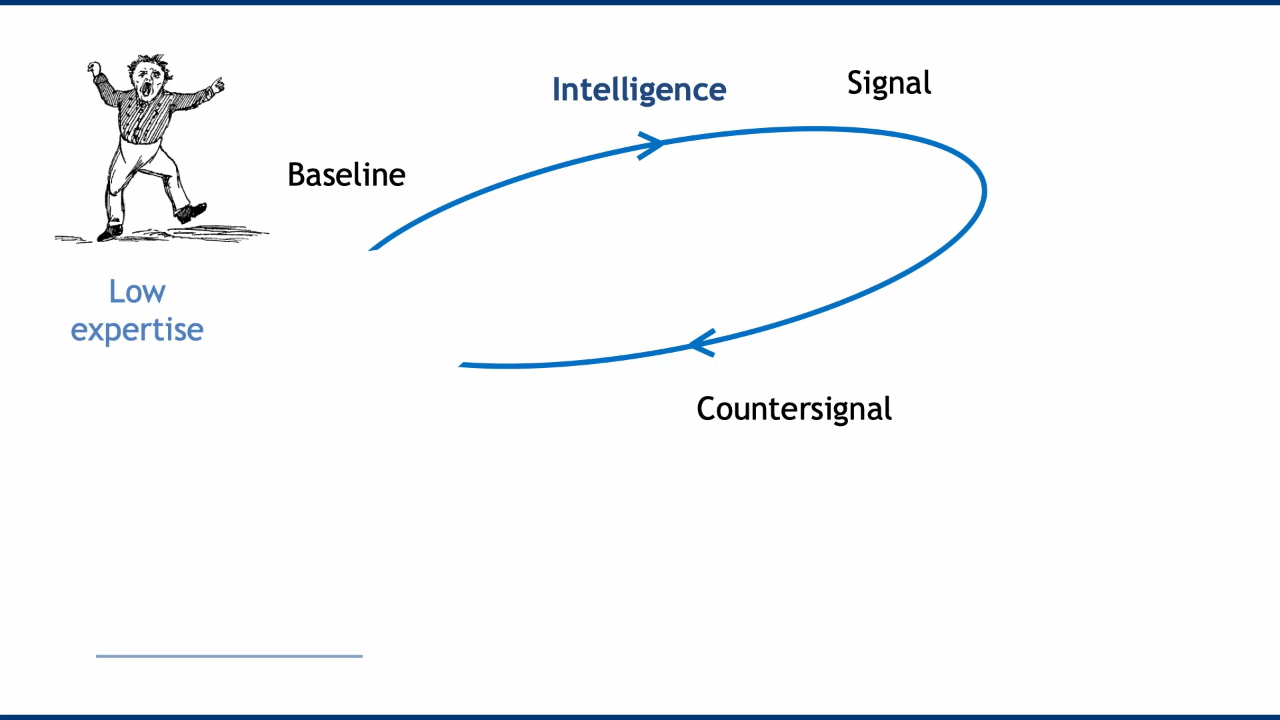 Intelligence
Signal
Baseline
Low
expertise
Countersignal